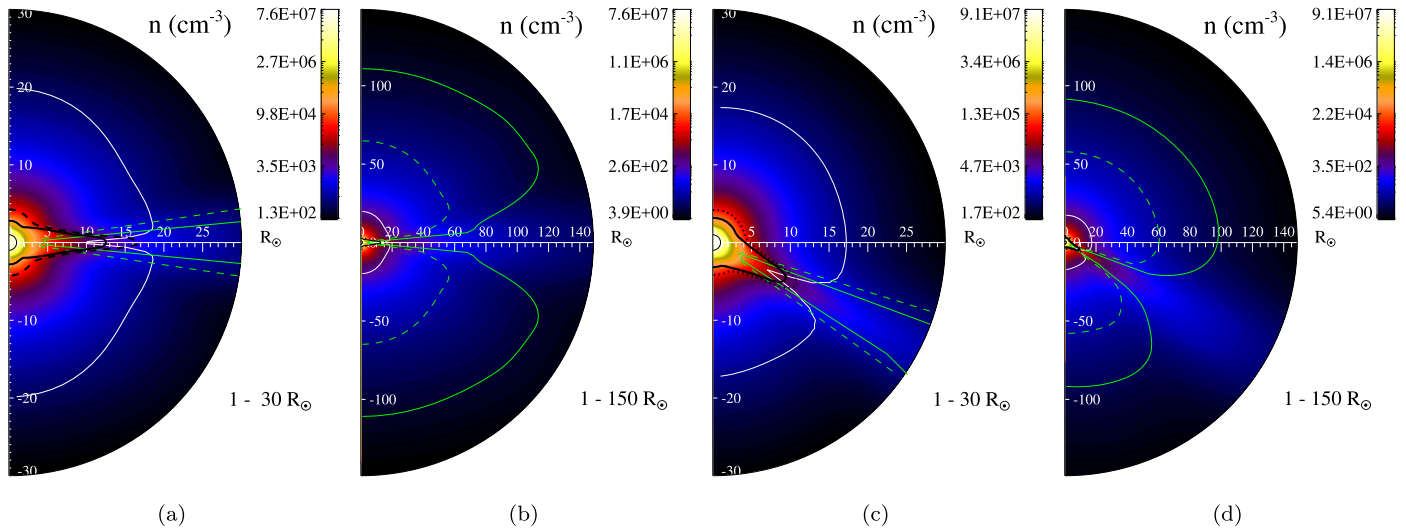 n (cm-3)
7.6E+07
2.7E+06
9.8E+04
3.5E+03
1.3E+02
R☉
30
20
10
-10
-20
-30
5 10 15 20 25
1 - 30 R☉
(a)
n (cm-3)
7.6E+07
1.1E+06
1.7E+04
2.6E+02
3.9E+00
R☉
100
50
-50
-100
20 40 60 80 100 120 140
1 - 150 R☉
(b)
n (cm-3)
9.1E+07
3.4E+06
1.3E+05
4.7E+03
1.7E+02
R☉
30
20
10
-10
-20
-30
5 10 15 20 25
1 - 30 R☉
(c)
n (cm-3)
9.1E+07
1.4E+06
2.2E+04
3.5E+02
5.4E+00
R☉
100
50
-50
-100
20 40 60 80 100 120 140
1 - 150 R☉
(d)